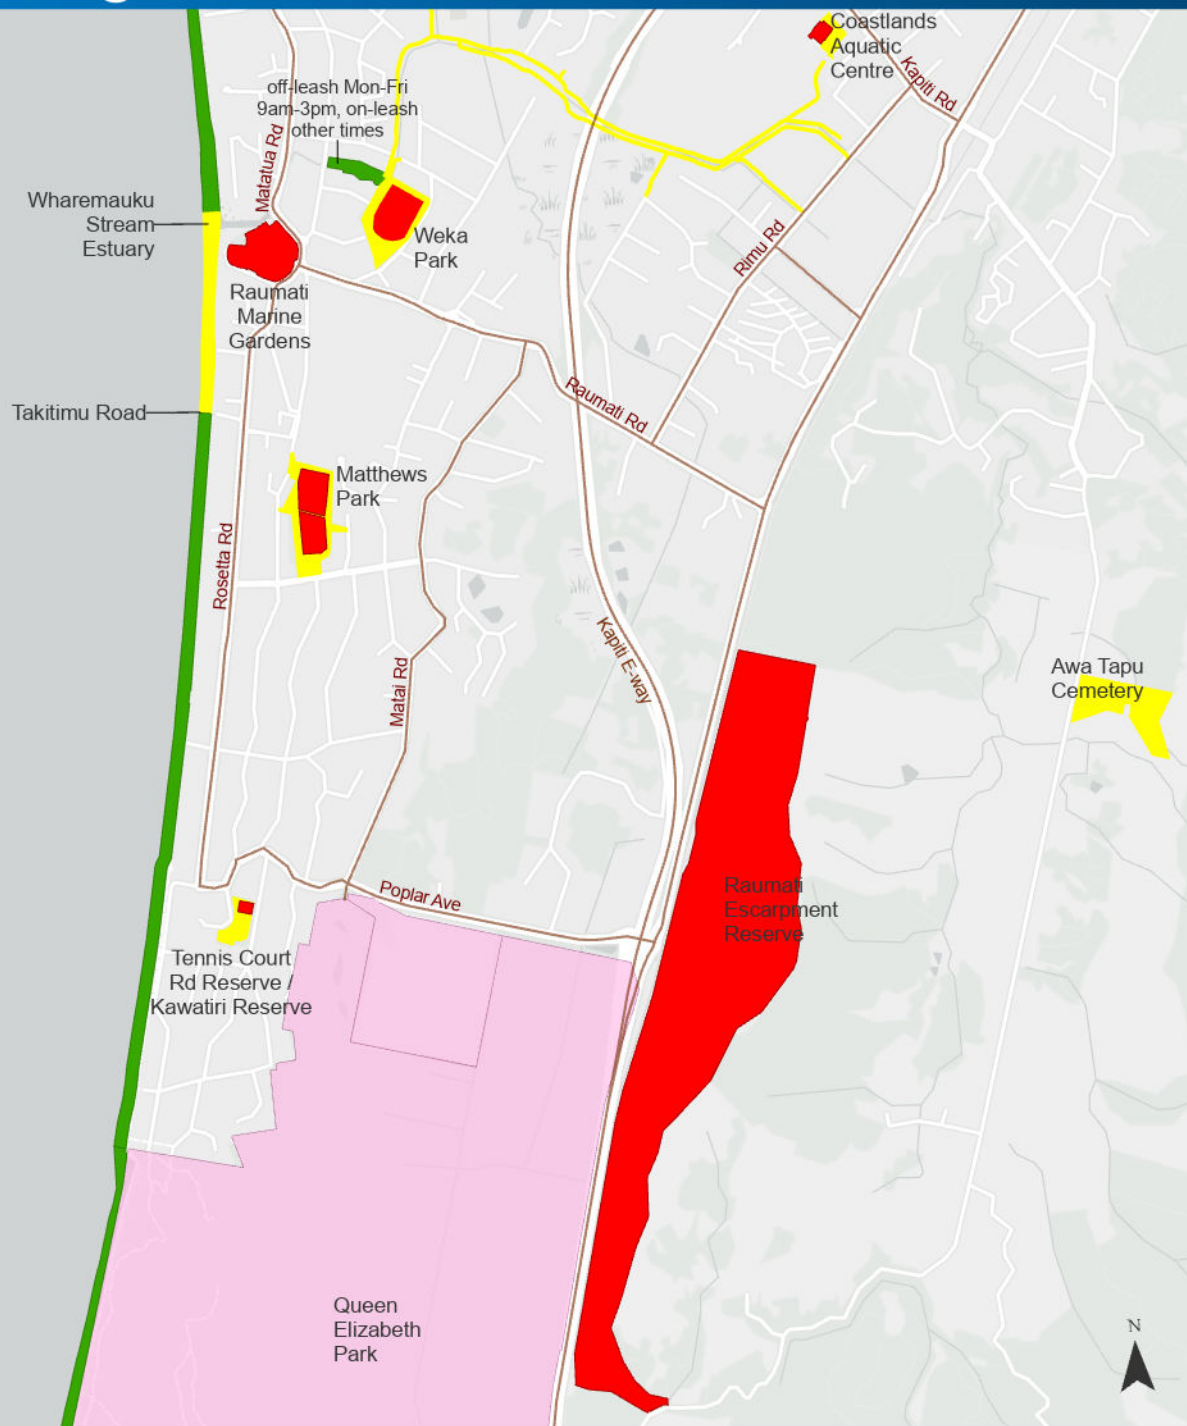 Coastlands
Aquatic
Centre
Kapiti Rd
off-leash Mon-Fri
9am-3pm, on-leash
other times
Matatua Rd
Wharemauku
Stream
Estuary
Weka
Park
Rimu Rd
Raumati
Marine
Gardens
Takitimu Road
Raumati Rd
Matthews
Park
Rosetta Rd
Kapiti E-way
Matai Rd
Awa Tapu
Cemetery
Poplar Ave
Raumati
Escarpment
Reserve
Tennis Court
Rd Reserve /
Kawatiri Reserve
Queen
Elizabeth
Park
N